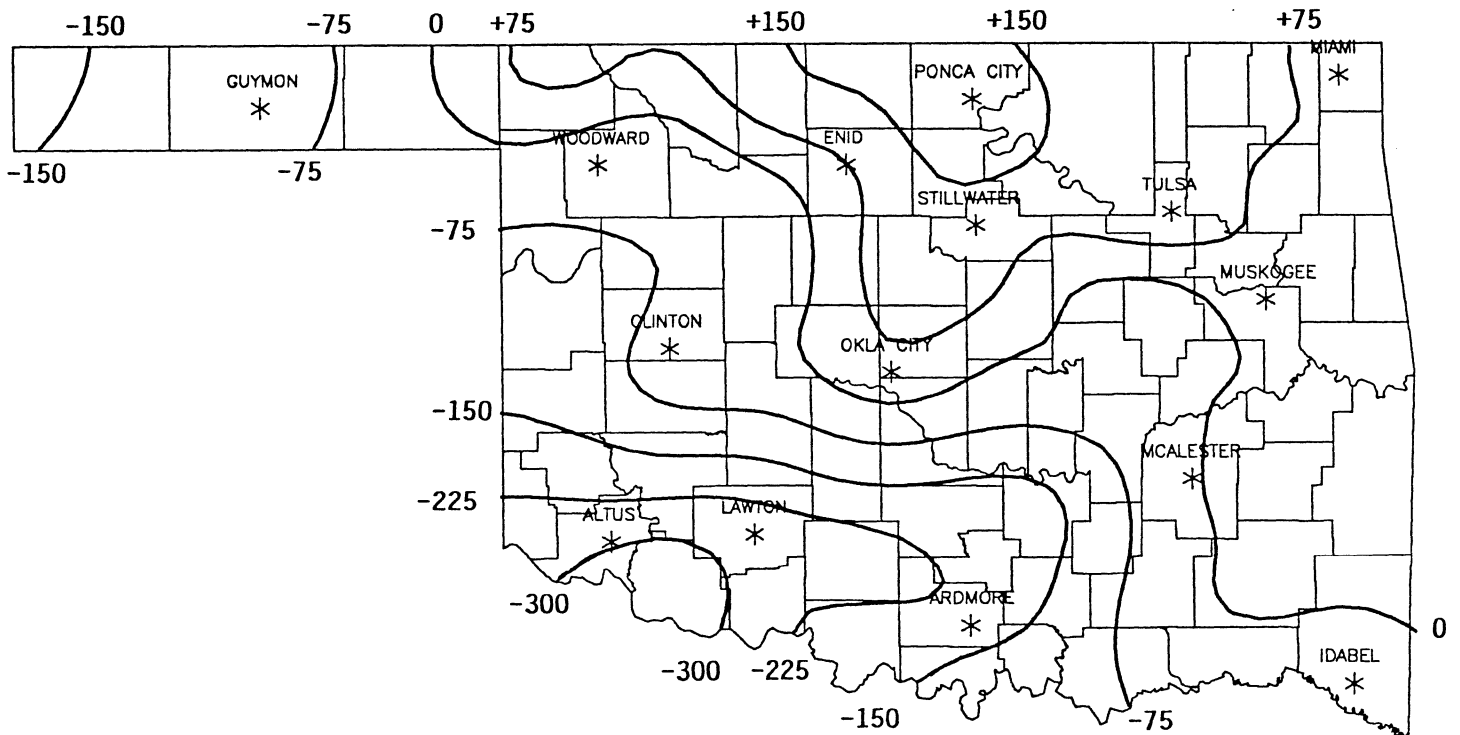 -150 -75 0 +75 +150 +150 +75
MIAMI
GUYMON
PONCA CITY
WOODWARD
ENID
-150
-75
TULSA
STILLWATER
-75
MUSKOGEE
CLINTON
OKLA CITY
-150
MCALESTER
-225
LAWTON
ALTUS
-300
ARDMORE
0
IDABEL
-300 -225
-150
-75